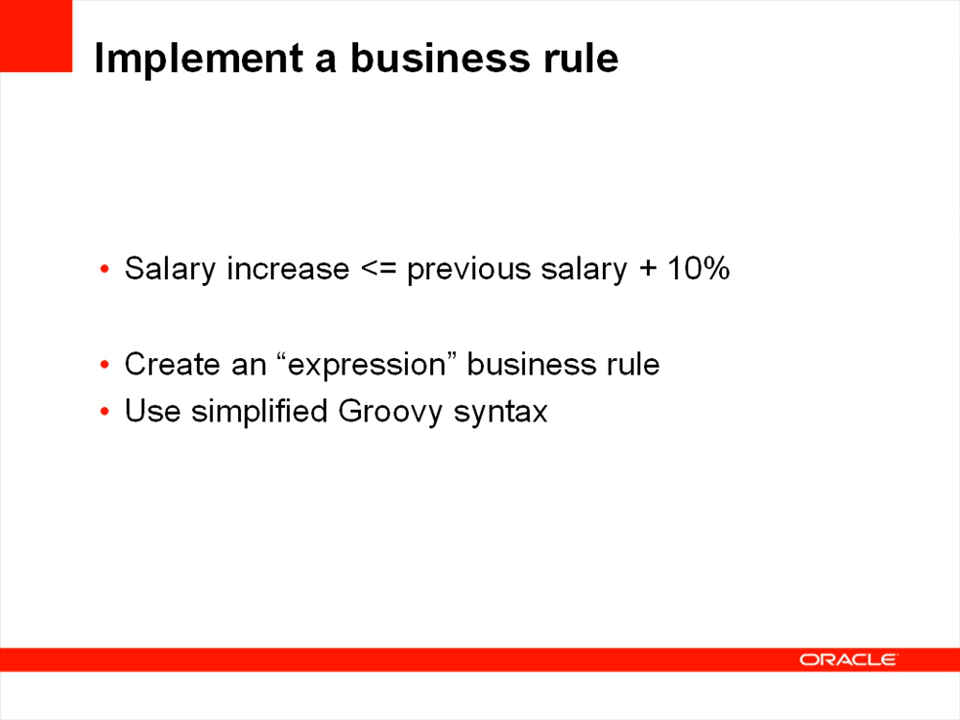 Implement a business rule
• Salary increase <= previous salary + 10%
• Create an “expression” business rule
• Use simplified Groovy syntax
ORACLE